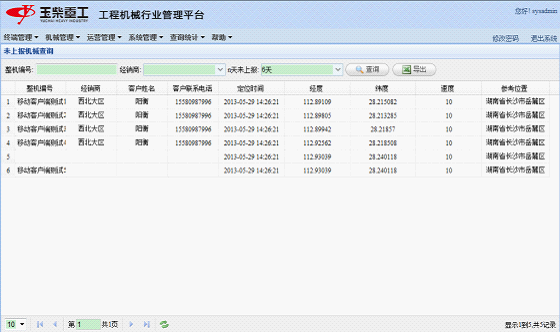 玉柴重工 工程机械行业管理平台
YUCHAI HEAVY INDUSTRY
您好! sysadmin
终端管理 机械管理 运营管理 系统管理 查询统计 帮助 修改密码 退出系统
未上报机械查询
整机编号: 经销商: n天未上报: 6天 查询 导出
整机编号 经销商 客户姓名 客户联系电话 定位时间 经度 纬度 速度 参考位置
1 移动客户端测试1 西北大区 阳衡 15580987996 2013-05-29 14:26:21 112.89109 28.215082 10 湖南省长沙市岳麓区
2 移动客户端测试2 西北大区 阳衡 15580987996 2013-05-29 14:26:21 112.89805 28.213285 10 湖南省长沙市岳麓区
3 移动客户端测试3 西北大区 阳衡 15580987996 2013-05-29 14:26:21 112.89942 28.21857 10 湖南省长沙市岳麓区
4 移动客户端测试4 西北大区 阳衡 15580987996 2013-05-29 14:26:21 112.92562 28.218508 10 湖南省长沙市岳麓区
5 2013-05-29 14:26:21 112.93039 28.240118 10 湖南省长沙市岳麓区
6 移动客户端测试 2013-05-29 14:26:21 112.93039 28.240118 10 湖南省长沙市岳麓区
10 第 1 共1页 显示1到5,共5记录